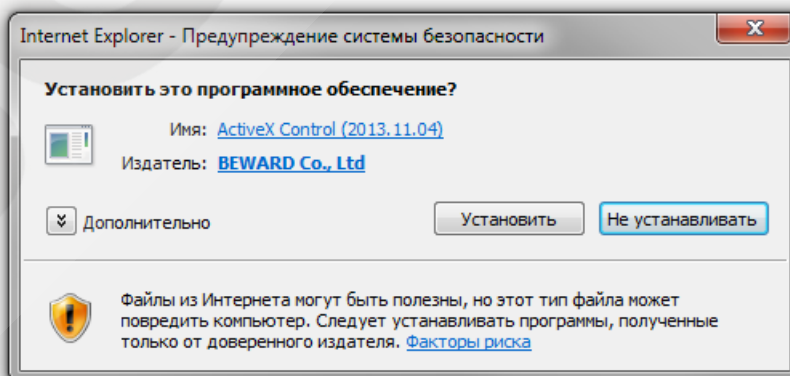 Internet Explorer - Предупреждение системы безопасности
Установить это программное обеспечение?
Имя: ActiveX Control (2013.11.04)
Издатель: BEWARD Co., Ltd
Дополнительно
Установить
Не устанавливать
Файлы из Интернета могут быть полезны, но этот тип файла может
повредить компьютер. Следует устанавливать программы, полученные
только от доверенного издателя. Факторы риска